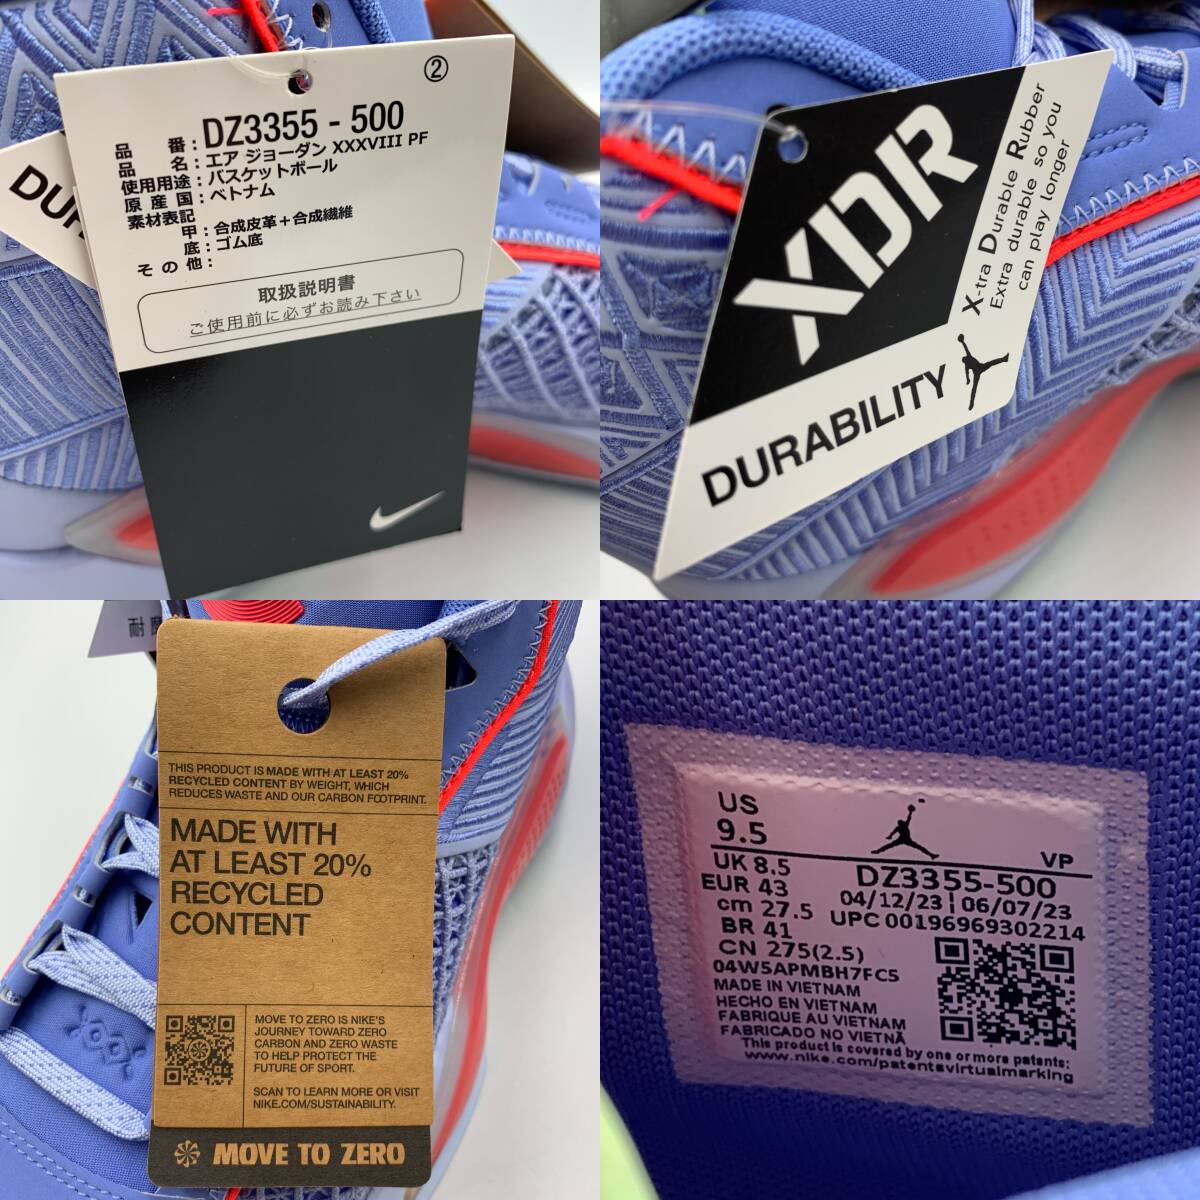 ②
品 番 : DZ3355 - 500
品 名 : エア ジョーダン XXXVIII PF
使用用途 : バスケットボール
原 産 国 : ベトナム
素材表記
甲 : 合成皮革+合成繊維
底 : ゴム底
そ の 他 :
取扱説明書
ご使用前に必ずお読み下さい
DUR
XDR
X-tra Durable Rubber
Extra durable so you
can play longer
DURABILITY
耐
THIS PRODUCT IS MADE WITH AT LEAST 20%
RECYCLED CONTENT BY WEIGHT, WHICH
REDUCES WASTE AND OUR CARBON FOOTPRINT.
MADE WITH
AT LEAST 20%
RECYCLED
CONTENT
MOVE TO ZERO IS NIKE'S
JOURNEY TOWARD ZERO
CARBON AND ZERO WASTE
TO HELP PROTECT THE
FUTURE OF SPORT.
SCAN TO LEARN MORE OR VISIT
NIKE.COM/SUSTAINABILITY.
MOVE TO ZERO
US
9.5
VP
UK 8.5
EUR 43
cm 27.5
BR 41
CN 275(2.5)
DZ3355-500
04/12/23 | 06/07/23
UPC 00196969302214
04W5APMBH7FC5
MADE IN VIETNAM
HECHO EN VIETNAM
FABRIQUE AU VIETNAM
FABRICADO NO VIETNÃ
This product is covered by one or more patents:
www.nike.com/patentsvirtualmarking